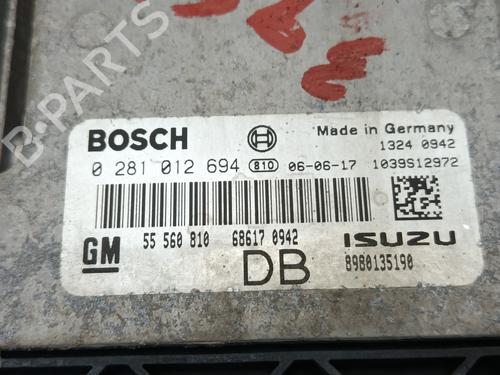 B-PARTS
BOSCH
Made in Germany
1324 0942
0 281 012 694 810 06-06-17 1039S12972
GM
55 560 810 68617 0942
ISUZU
DB
8980135190